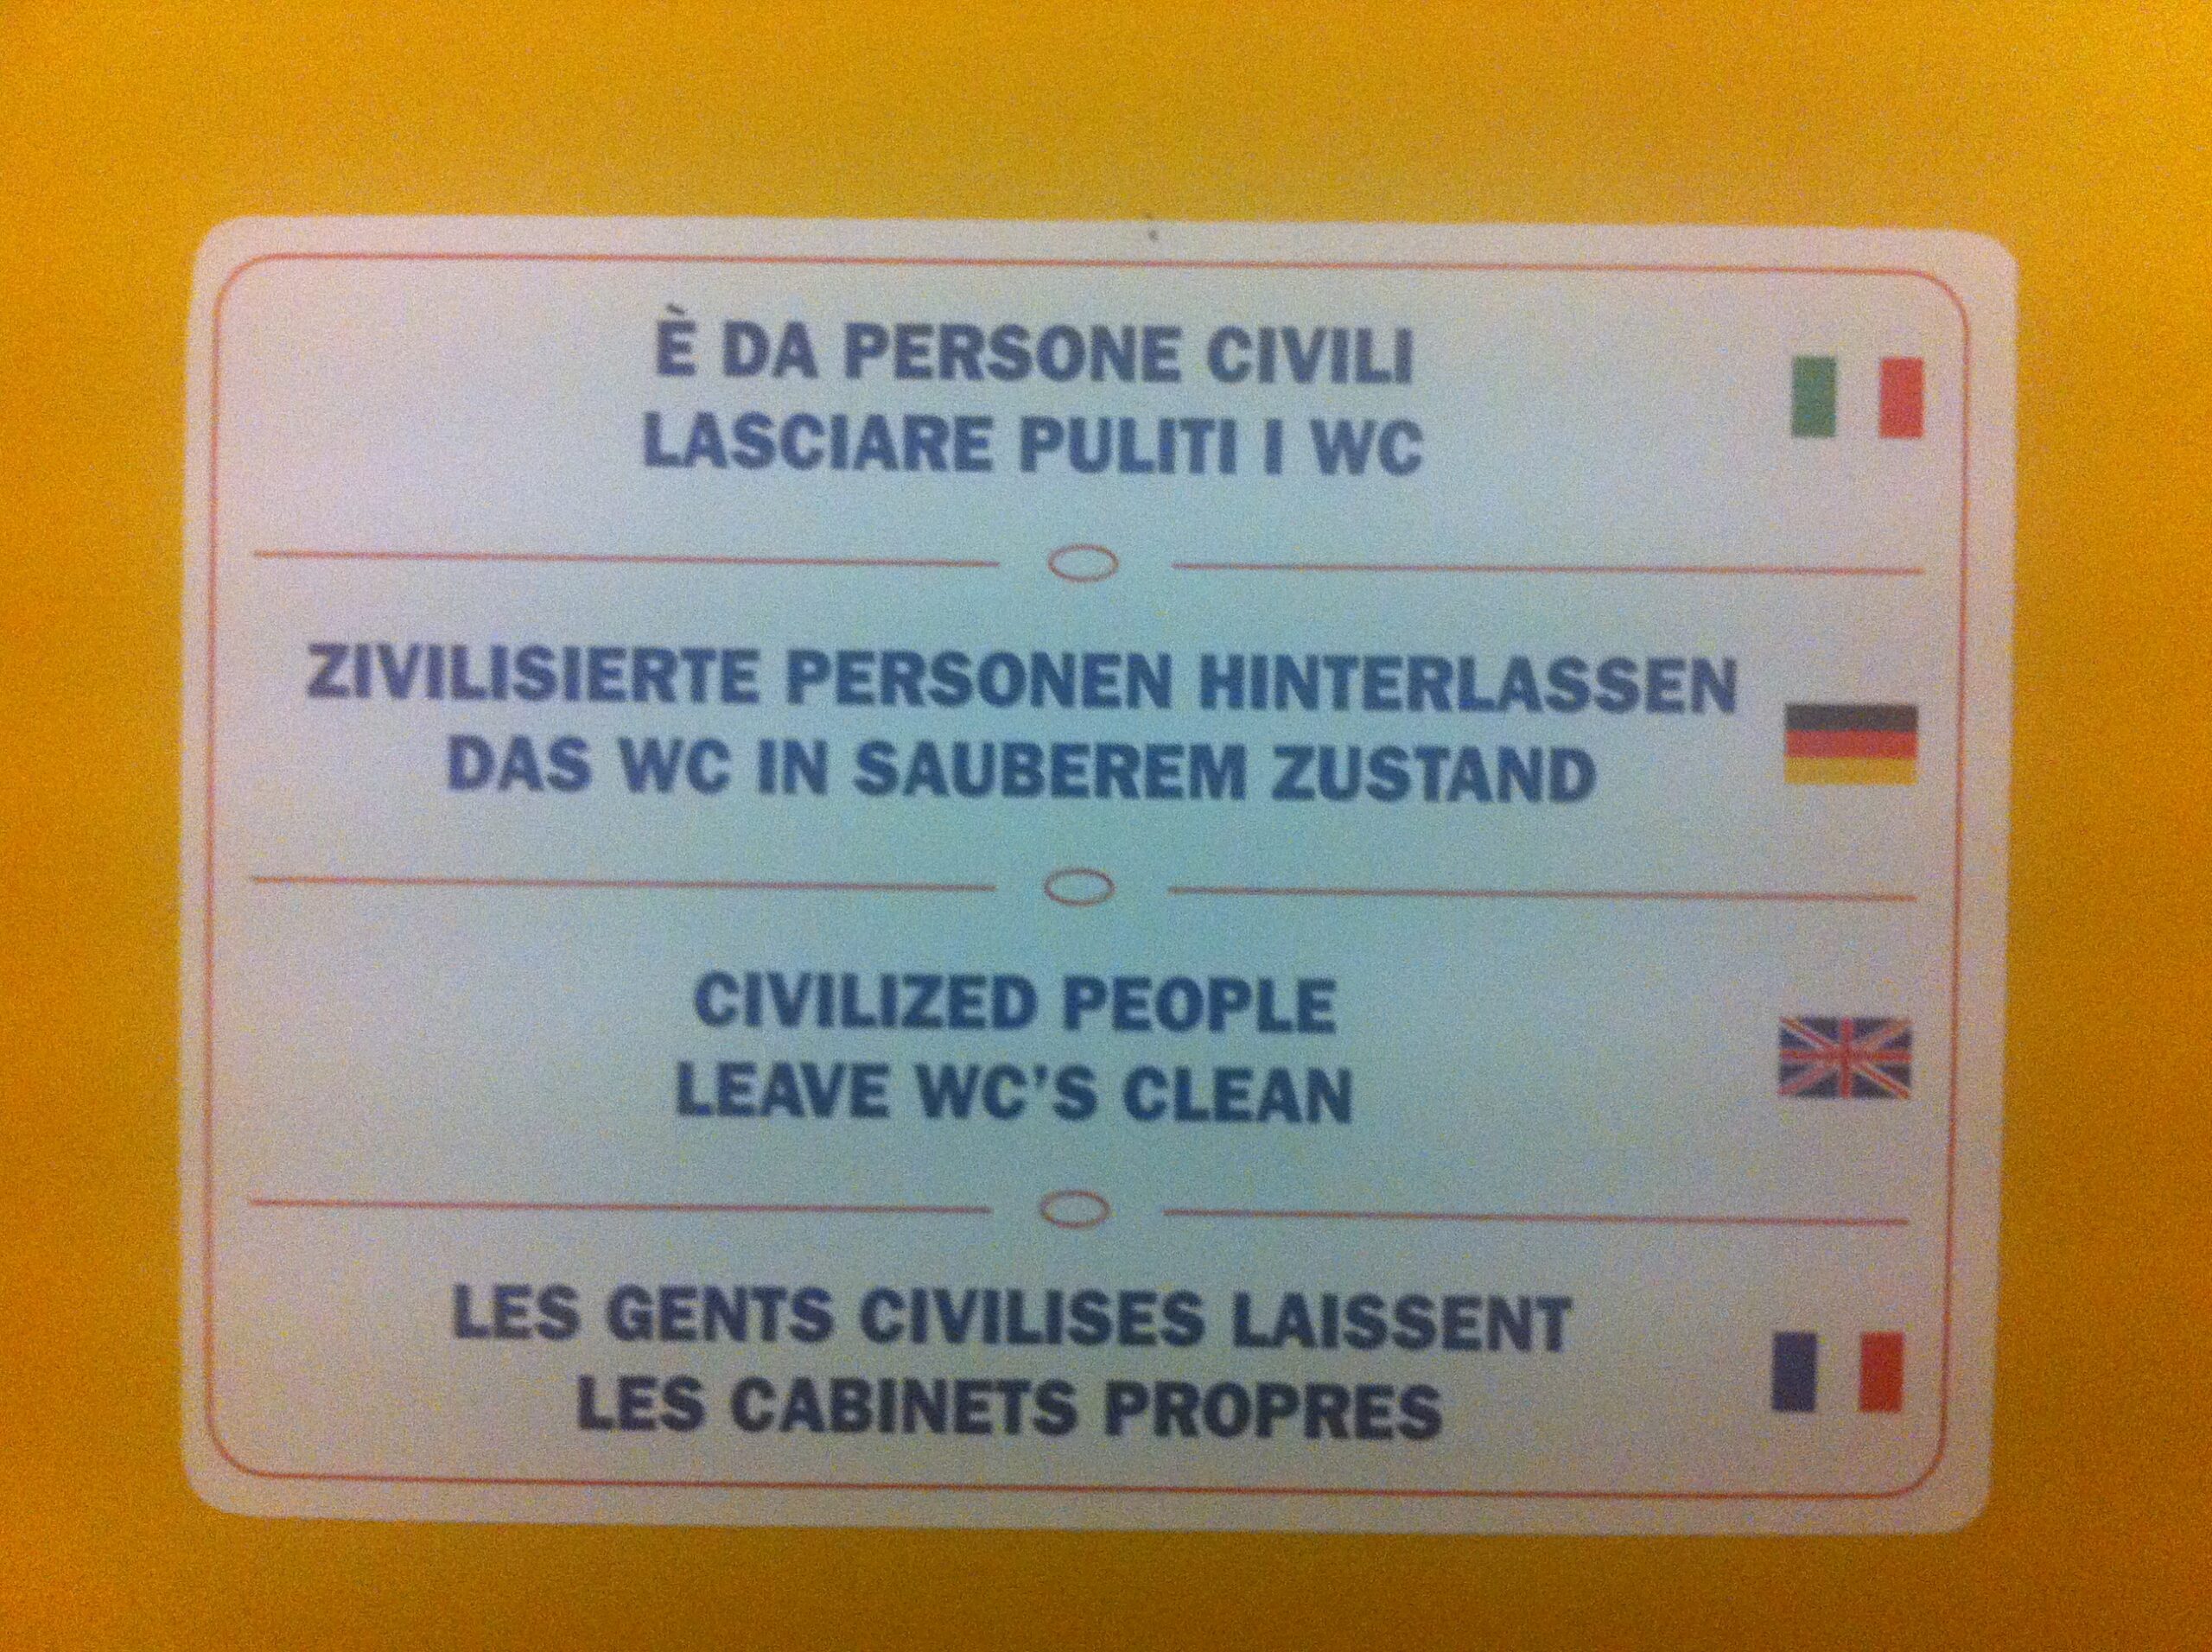 È DA PERSONE CIVILI
LASCIARE PULITI I WC
ZIVILISIERTE PERSONEN HINTERLASSEN
DAS WC IN SAUBEREM ZUSTAND
CIVILIZED PEOPLE
LEAVE WC'S CLEAN
LES GENTS CIVILISES LAISSENT
LES CABINETS PROPRES